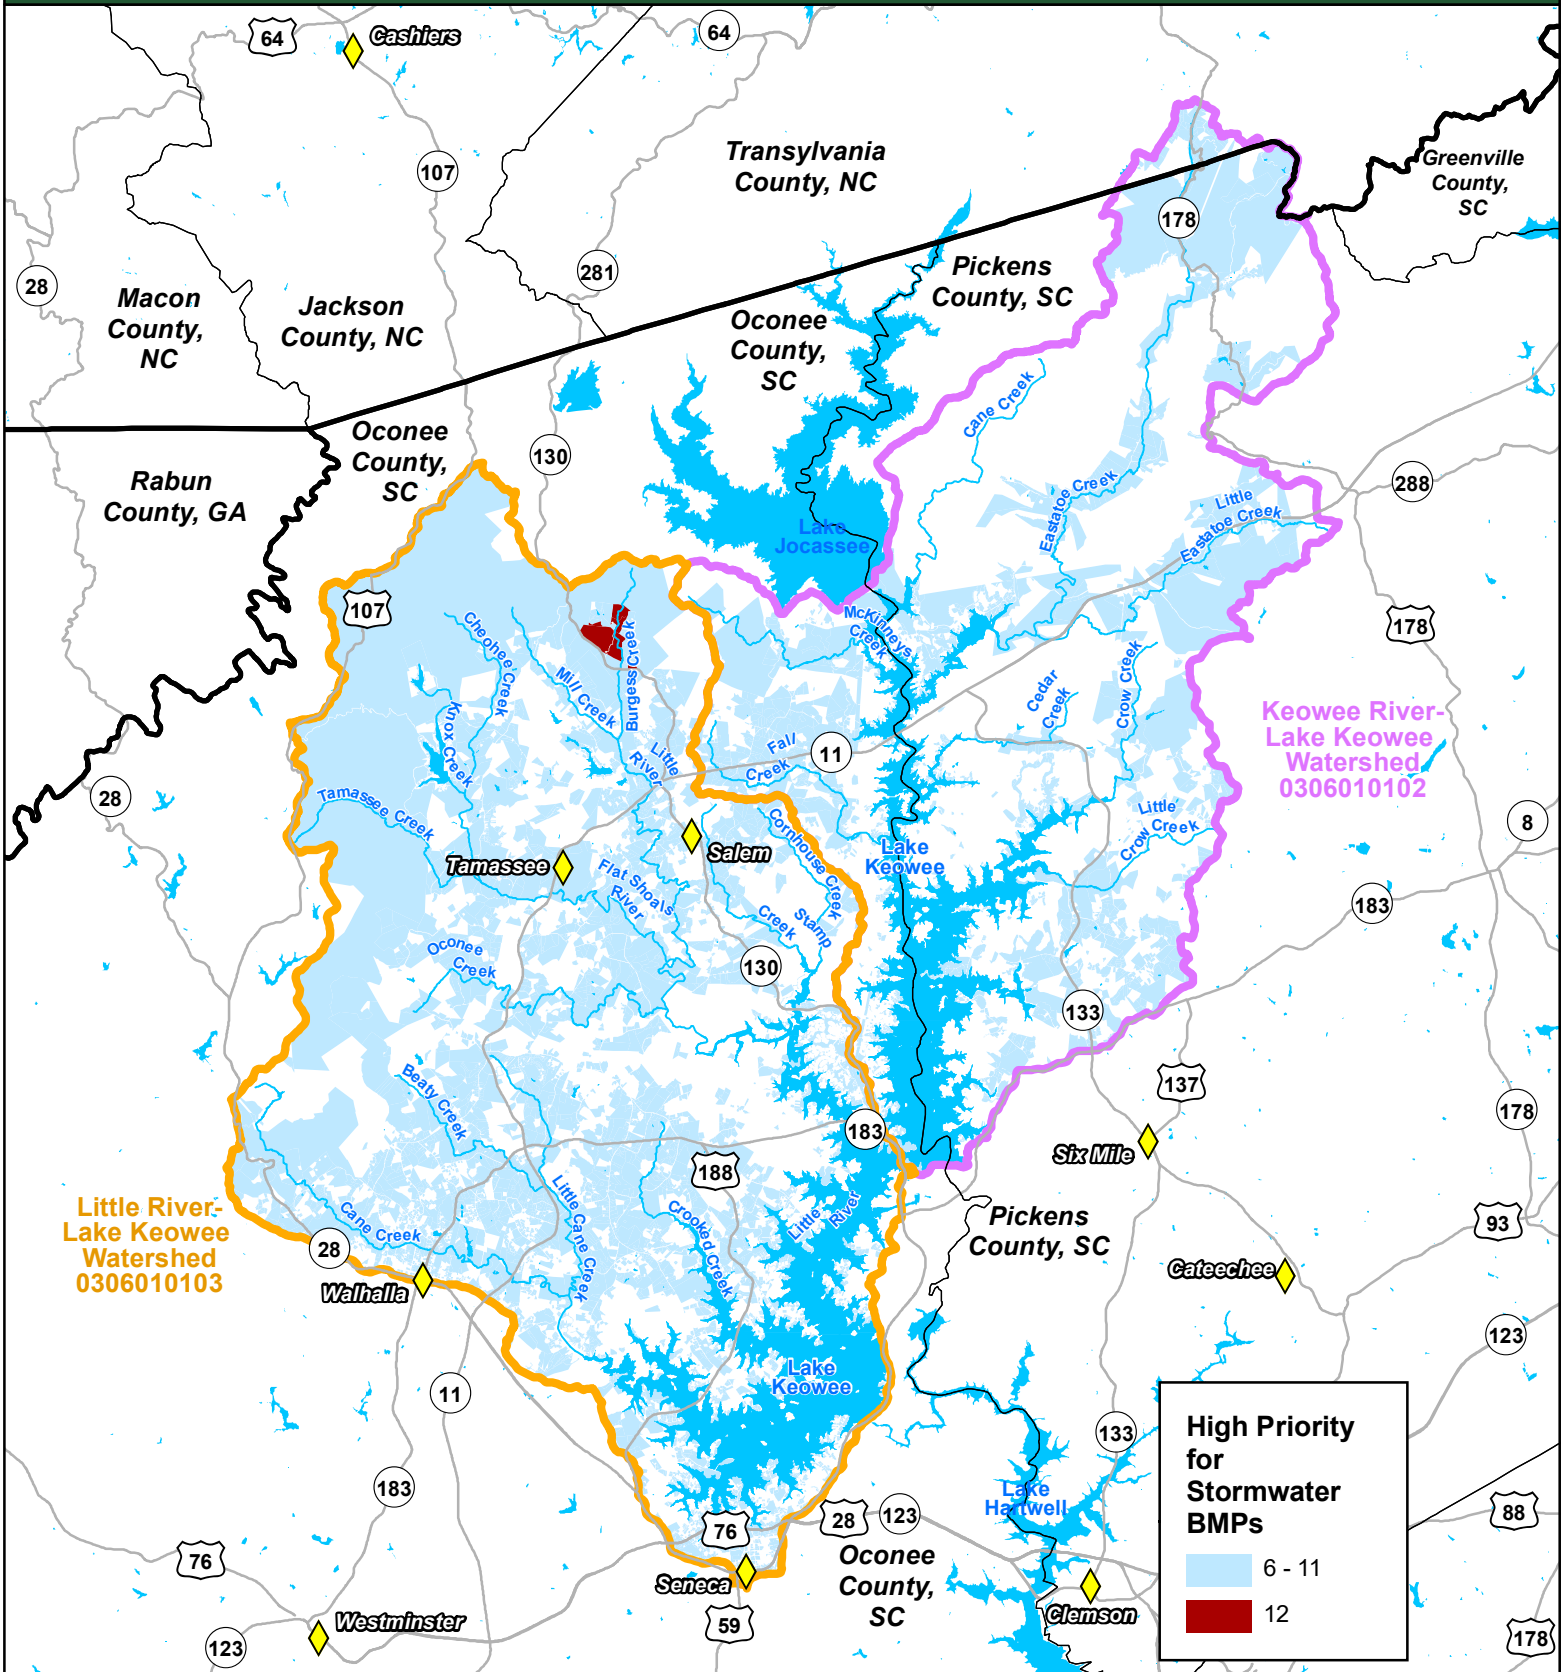 64
Cashiers
64
107
Transylvania
County, NC
Greenville
County,
SC
178
28
281
Pickens
County, SC
Macon
County,
NC
Jackson
County, NC
Oconee
County,
SC
Cane Creek
Oconee
County,
SC
130
Rabun
County, GA
288
Eastatoe Creek
Little
Eastatoe Creek
Lake
Jocassee
107
McKinneys
Creek
178
Cheohee Creek
Mill Creek
Burgess Creek
Cedar
Creek
Crow Creek
Knox Creek
Little
River
Fall
Creek
11
Keowee River-
Lake Keowee
Watershed
0306010102
28
Tamassee Creek
Cornhouse Creek
Little
Crow Creek
8
Salem
Tamassee
Lake
Keowee
Flat Shoals
River
183
Stamp
Creek
Oconee
Creek
130
133
Beaty Creek
137
178
183
Six Mile
188
Little River-
Lake Keowee
Watershed
0306010103
Cane Creek
Little Cane Creek
Crooked Creek
Little
River
Pickens
County, SC
93
28
Walhalla
Cateechee
123
Lake
Keowee
11
133
High Priority
for
Stormwater
BMPs
6 - 11
12
183
Lake
Hartwell
76
28
123
88
76
Oconee
County,
SC
Seneca
Clemson
59
Westminster
123
178